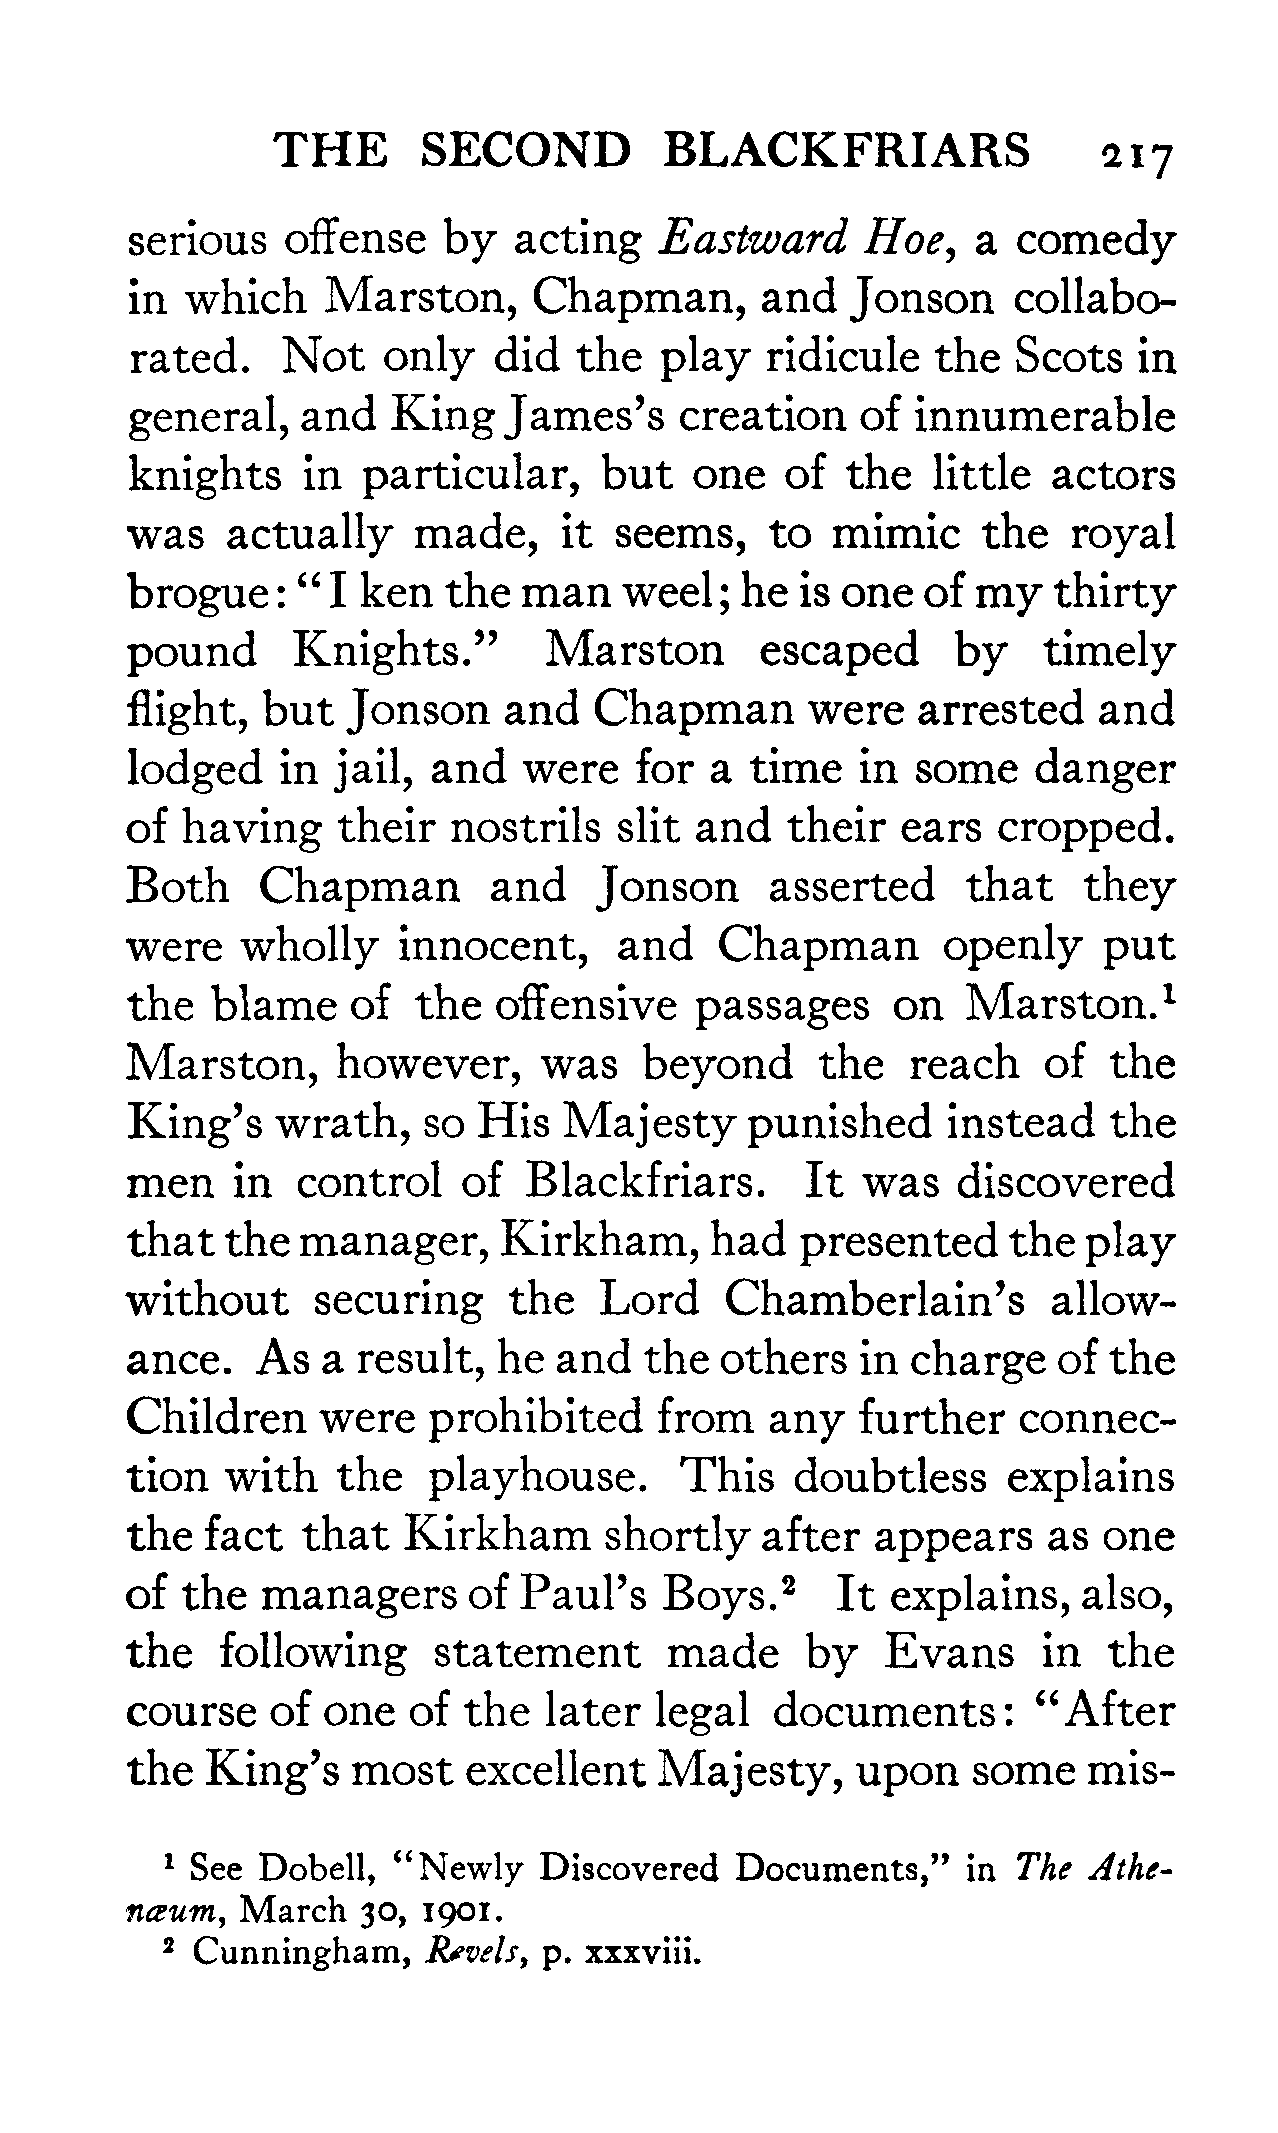 THE SECOND BLACKFRIARS 217
serious offense by acting Eastward Hoe, a comedy
in which Marston, Chapman, and Jonson collabo-
rated. Not only did the play ridicule the Scots in
general, and King James's creation of innumerable
knights in particular, but one of the little actors
was actually made, it seems, to mimic the royal
brogue: "I ken the man weel; he is one of my thirty
pound Knights." Marston escaped by timely
flight, but Jonson and Chapman were arrested and
lodged in jail, and were for a time in some danger
of having their nostrils slit and their ears cropped.
Both Chapman and Jonson asserted that they
were wholly innocent, and Chapman openly put
the blame of the offensive passages on Marston.¹
Marston, however, was beyond the reach of the
King's wrath, so His Majesty punished instead the
men in control of Blackfriars. It was discovered
that the manager, Kirkham, had presented the play
without securing the Lord Chamberlain's allow-
ance. As a result, he and the others in charge of the
Children were prohibited from any further connec-
tion with the playhouse. This doubtless explains
the fact that Kirkham shortly after appears as one
of the managers of Paul's Boys.² It explains, also,
the following statement made by Evans in the
course of one of the later legal documents: "After
the King's most excellent Majesty, upon some mis-
¹ See Dobell, "Newly Discovered Documents," in The Athe-
næum, March 30, 1901.
² Cunningham, Revels, p. xxxviii.